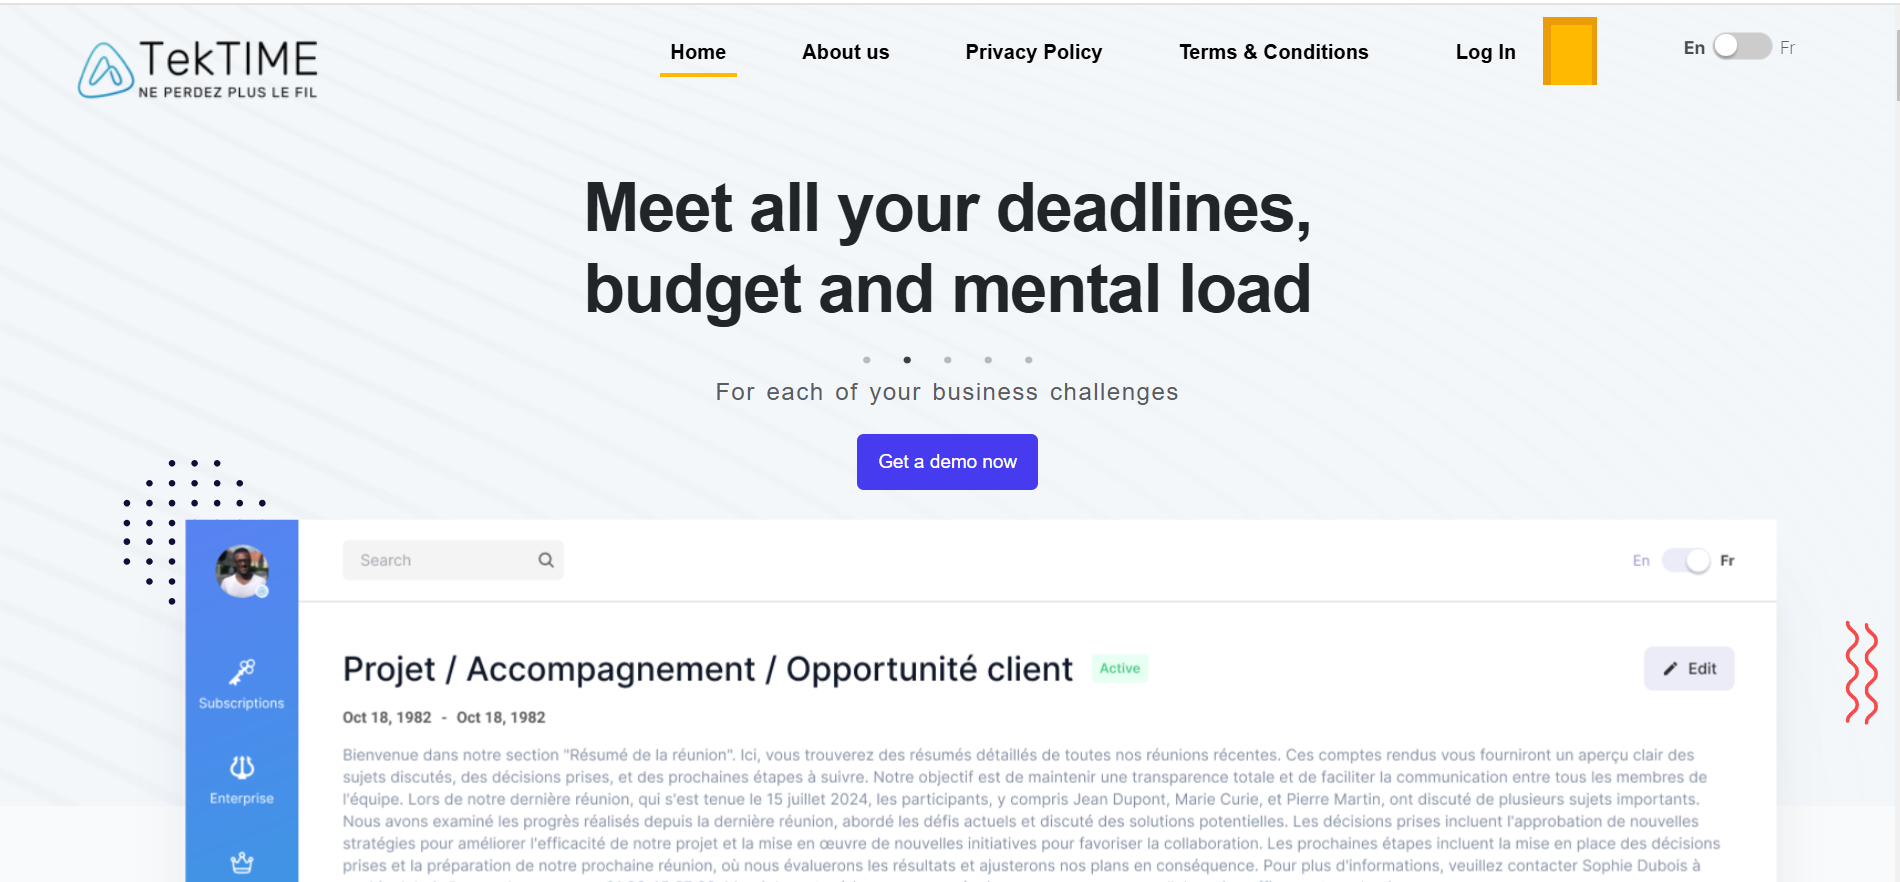 TekTIME
NE PERDEZ PLUS LE FIL
Home
About us
Privacy Policy
Terms & Conditions
Log In
En
Fr
Meet all your deadlines,
budget and mental load
For each of your business challenges
Get a demo now
Search
En
Fr
Subscriptions
Enterprise
Projet / Accompagnement / Opportunité client
Active
Edit
Oct 18, 1982 - Oct 18, 1982
Bienvenue dans notre section "Résumé de la réunion". Ici, vous trouverez des résumés détaillés de toutes nos réunions récentes. Ces comptes rendus vous fourniront un aperçu clair des
sujets discutés, des décisions prises, et des prochaines étapes à suivre. Notre objectif est de maintenir une transparence totale et de faciliter la communication entre tous les membres de
l'équipe. Lors de notre dernière réunion, qui s'est tenue le 15 juillet 2024, les participants, y compris Jean Dupont, Marie Curie, et Pierre Martin, ont discuté de plusieurs sujets importants.
Nous avons examiné les progrès réalisés depuis la dernière réunion, abordé les défis actuels et discuté des solutions potentielles. Les décisions prises incluent l'approbation de nouvelles
stratégies pour améliorer l'efficacité de notre projet et la mise en œuvre de nouvelles initiatives pour favoriser la collaboration. Les prochaines étapes incluent la mise en place des décisions
prises et la préparation de notre prochaine réunion, où nous évaluerons les résultats et ajusterons nos plans en conséquence. Pour plus d'informations, veuillez contacter Sophie Dubois à